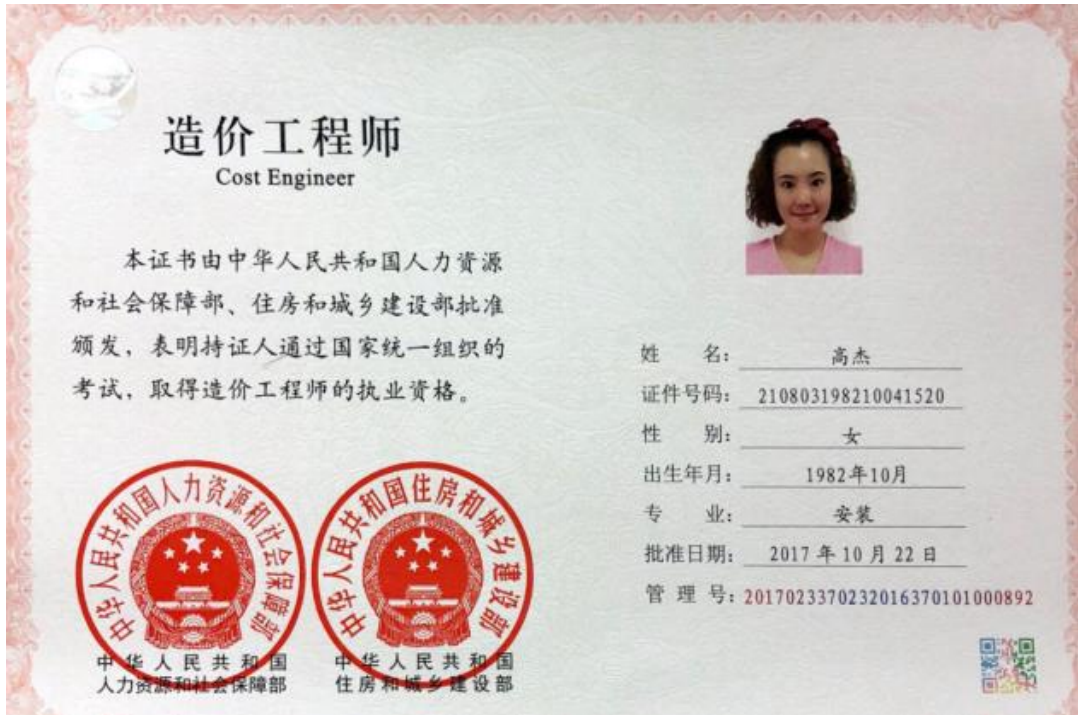 造价工程师
Cost Engineer
本证书由中华人民共和国人力资源
和社会保障部、住房和城乡建设部批准
颁发，表明持证人通过国家统一组织的
考试，取得造价工程师的执业资格。
中华人民共和国人力资源和社会保障部
中华人民共和国住房和城乡建设部
中华人民共和国
人力资源和社会保障部
中华人民共和国
住房和城乡建设部
姓 名： 高杰
证件号码： 210803198210041520
性 别： 女
出生年月： 1982年10月
专 业： 安装
批准日期： 2017 年 10 月 22 日
管 理 号： 2017023370232016370101000892